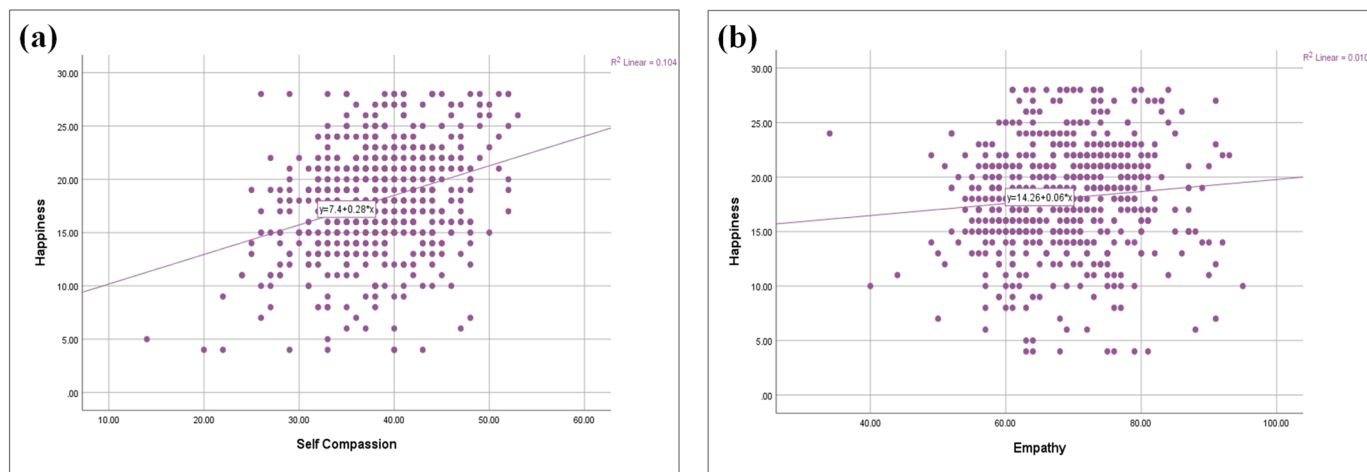 (a)
R² Linear = 0.104
30.00
25.00
20.00
15.00
10.00
5.00
.00
Happiness
y=7.4+0.28*x
10.00 20.00 30.00 40.00 50.00 60.00
Self Compassion
(b)
R² Linear = 0.010
30.00
25.00
20.00
15.00
10.00
5.00
.00
Happiness
y=14.26+0.06*x
40.00 60.00 80.00 100.00
Empathy